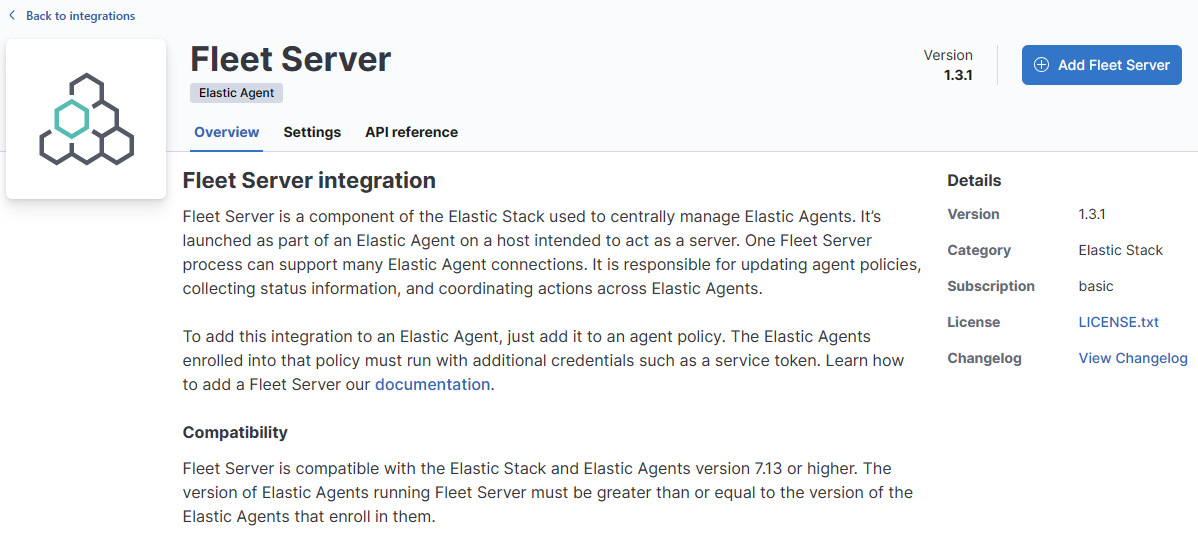 Back to integrations
Fleet Server
Elastic Agent
Version
1.3.1
Add Fleet Server
Overview Settings API reference
Fleet Server integration
Fleet Server is a component of the Elastic Stack used to centrally manage Elastic Agents. It’s
launched as part of an Elastic Agent on a host intended to act as a server. One Fleet Server
process can support many Elastic Agent connections. It is responsible for updating agent policies,
collecting status information, and coordinating actions across Elastic Agents.
To add this integration to an Elastic Agent, just add it to an agent policy. The Elastic Agents
enrolled into that policy must run with additional credentials such as a service token. Learn how
to add a Fleet Server our documentation.
Compatibility
Fleet Server is compatible with the Elastic Stack and Elastic Agents version 7.13 or higher. The
version of Elastic Agents running Fleet Server must be greater than or equal to the version of the
Elastic Agents that enroll in them.
Details
Version 1.3.1
Category Elastic Stack
Subscription basic
License LICENSE.txt
Changelog View Changelog